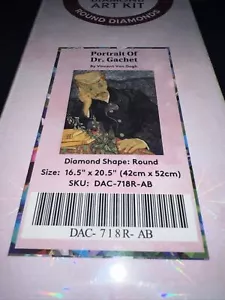 ART KIT
ROUND DIAMONDS
Portrait Of
Dr. Gachet
By Vincent Van Gogh
Diamond Shape: Round
Size: 16.5" x 20.5" (42cm x 52cm)
SKU: DAC-718R-AB
DAC- 718R- AB